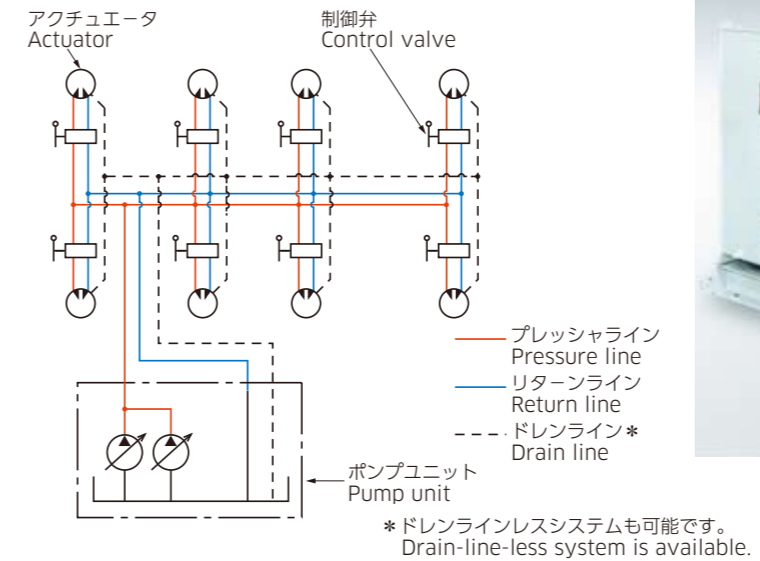 アクチュエータ
Actuator
制御弁
Control valve
プレッシャライン
Pressure line
リターンライン
Return line
ドレンライン＊
Drain line
ポンプユニット
Pump unit
＊ドレンラインレスシステムも可能です。
Drain-line-less system is available.